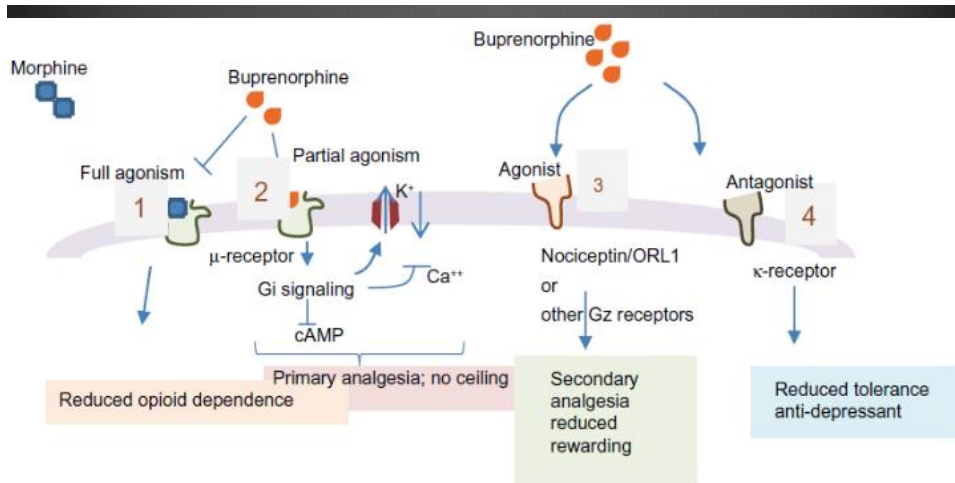 Morphine
Buprenorphine
Buprenorphine
Full agonism
Partial agonism
1
2
K+
Agonist
3
Antagonist
4
μ-receptor
Gi signaling
Ca++
cAMP
Nociceptin/ORL1
or
other Gz receptors
κ-receptor
Reduced opioid dependence
Primary analgesia; no ceiling
Secondary
analgesia
reduced
rewarding
Reduced tolerance
anti-depressant